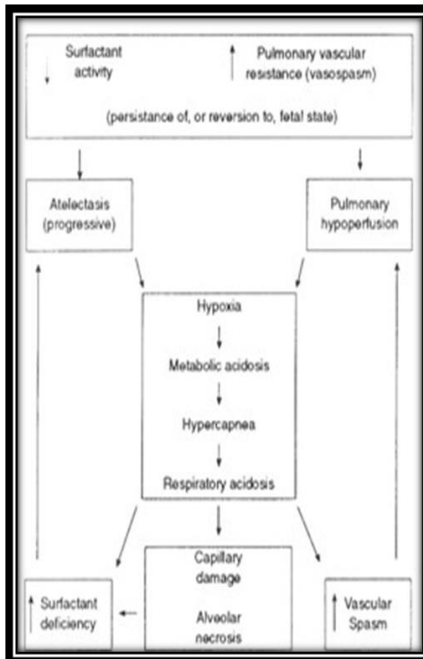 Surfactant
activity
Pulmonary vascular
resistance (vasospasm)
(persistance of, or reversion to, fetal state)
Atelectasis
(progressive)
Pulmonary
hypoperfusion
Hypoxia
Metabolic acidosis
Hypercapnea
Respiratory acidosis
Surfactant
deficiency
Capillary
damage
Alveolar
necrosis
Vascular
Spasm